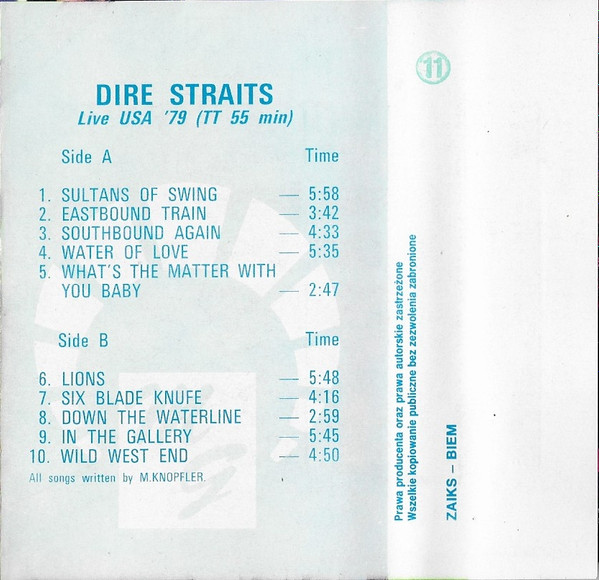 DIRE STRAITS
Live USA '79 (TT 55 min)
Side A Time
1. SULTANS OF SWING — 5:58
2. EASTBOUND TRAIN — 3:42
3. SOUTHBOUND AGAIN — 4:33
4. WATER OF LOVE — 5:35
5. WHAT'S THE MATTER WITH
YOU BABY — 2:47
Side B Time
6. LIONS — 5:48
7. SIX BLADE KNUFE — 4:16
8. DOWN THE WATERLINE — 2:59
9. IN THE GALLERY — 5:45
10. WILD WEST END — 4:50
All songs written by M.KNOPFLER.
11
Prawa producenta oraz prawa autorskie zastrzeżone
Wszelkie kopiowanie publiczne bez zezwolenia zabronione
ZAIKS – BIEM